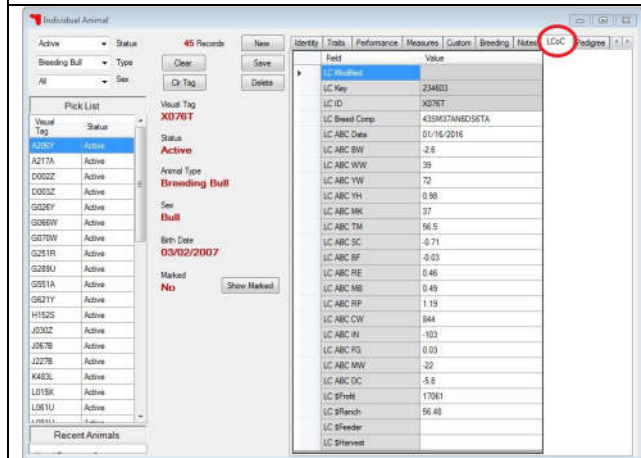 Individual Animal
Active Status 45 Records New
Breeding Bull Type Clear Save
All Sex Clr Tag Delete
Pick List
Visual Tag Status
A206Y Active
A217A Active
D002Z Active
D003Z Active
G026Y Active
G066W Active
G070W Active
G251R Active
G289U Active
G551A Active
G621Y Active
H152S Active
J030Z Active
J067B Active
J227B Active
K483L Active
L015X Active
L061U Active
Recent Animals
Visual Tag
X076T
Status
Active
Animal Type
Breeding Bull
Sex
Bull
Birth Date
03/02/2007
Marked
No Show Marked
Identity Traits Performance Measures Custom Breeding Notes LCoC Pedigree
Field Value
LC Modified
LC Key 234603
LC ID X076T
LC Breed Comp 43SM37AN6DS6TA
LC ABC Date 01/16/2016
LC ABC BW -2.6
LC ABC WW 39
LC ABC YW 72
LC ABC YH 0.98
LC ABC MK 37
LC ABC TM 56.5
LC ABC SC -0.71
LC ABC BF -0.03
LC ABC RE 0.46
LC ABC MB 0.49
LC ABC RP 1.19
LC ABC CW 844
LC ABC IN -103
LC ABC FG 0.03
LC ABC MW -22
LC ABC DC -5.8
LC $Profit 17061
LC $Ranch 56.48
LC $Feeder
LC $Harvest